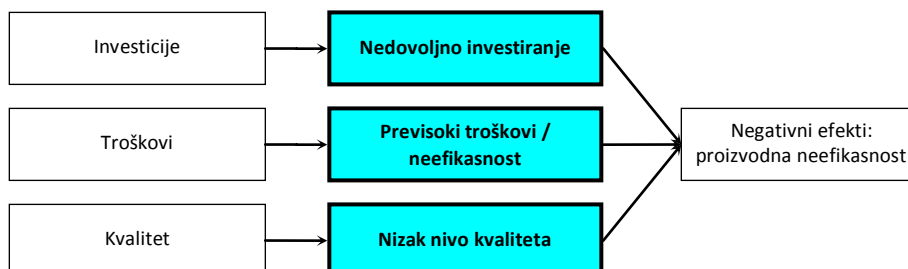 Investicije
Nedovoljno investiranje
Troškovi
Previsoki troškovi /
neefikasnost
Negativni efekti:
proizvodna neefikasnost
Kvalitet
Nizak nivo kvaliteta